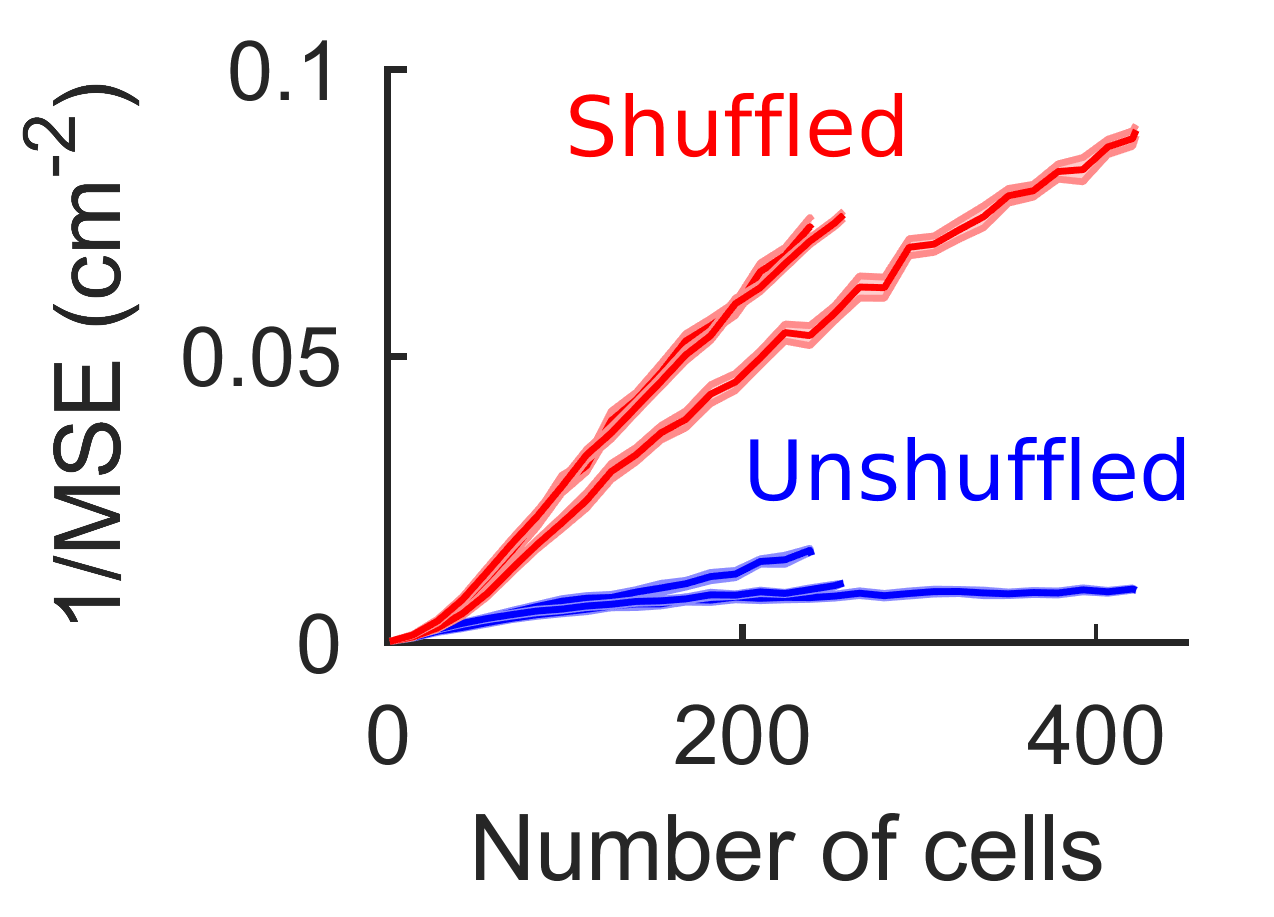 0.1
Shuffled
1/MSE (cm⁻²)
0.05
Unshuffled
0
0 200 400
Number of cells